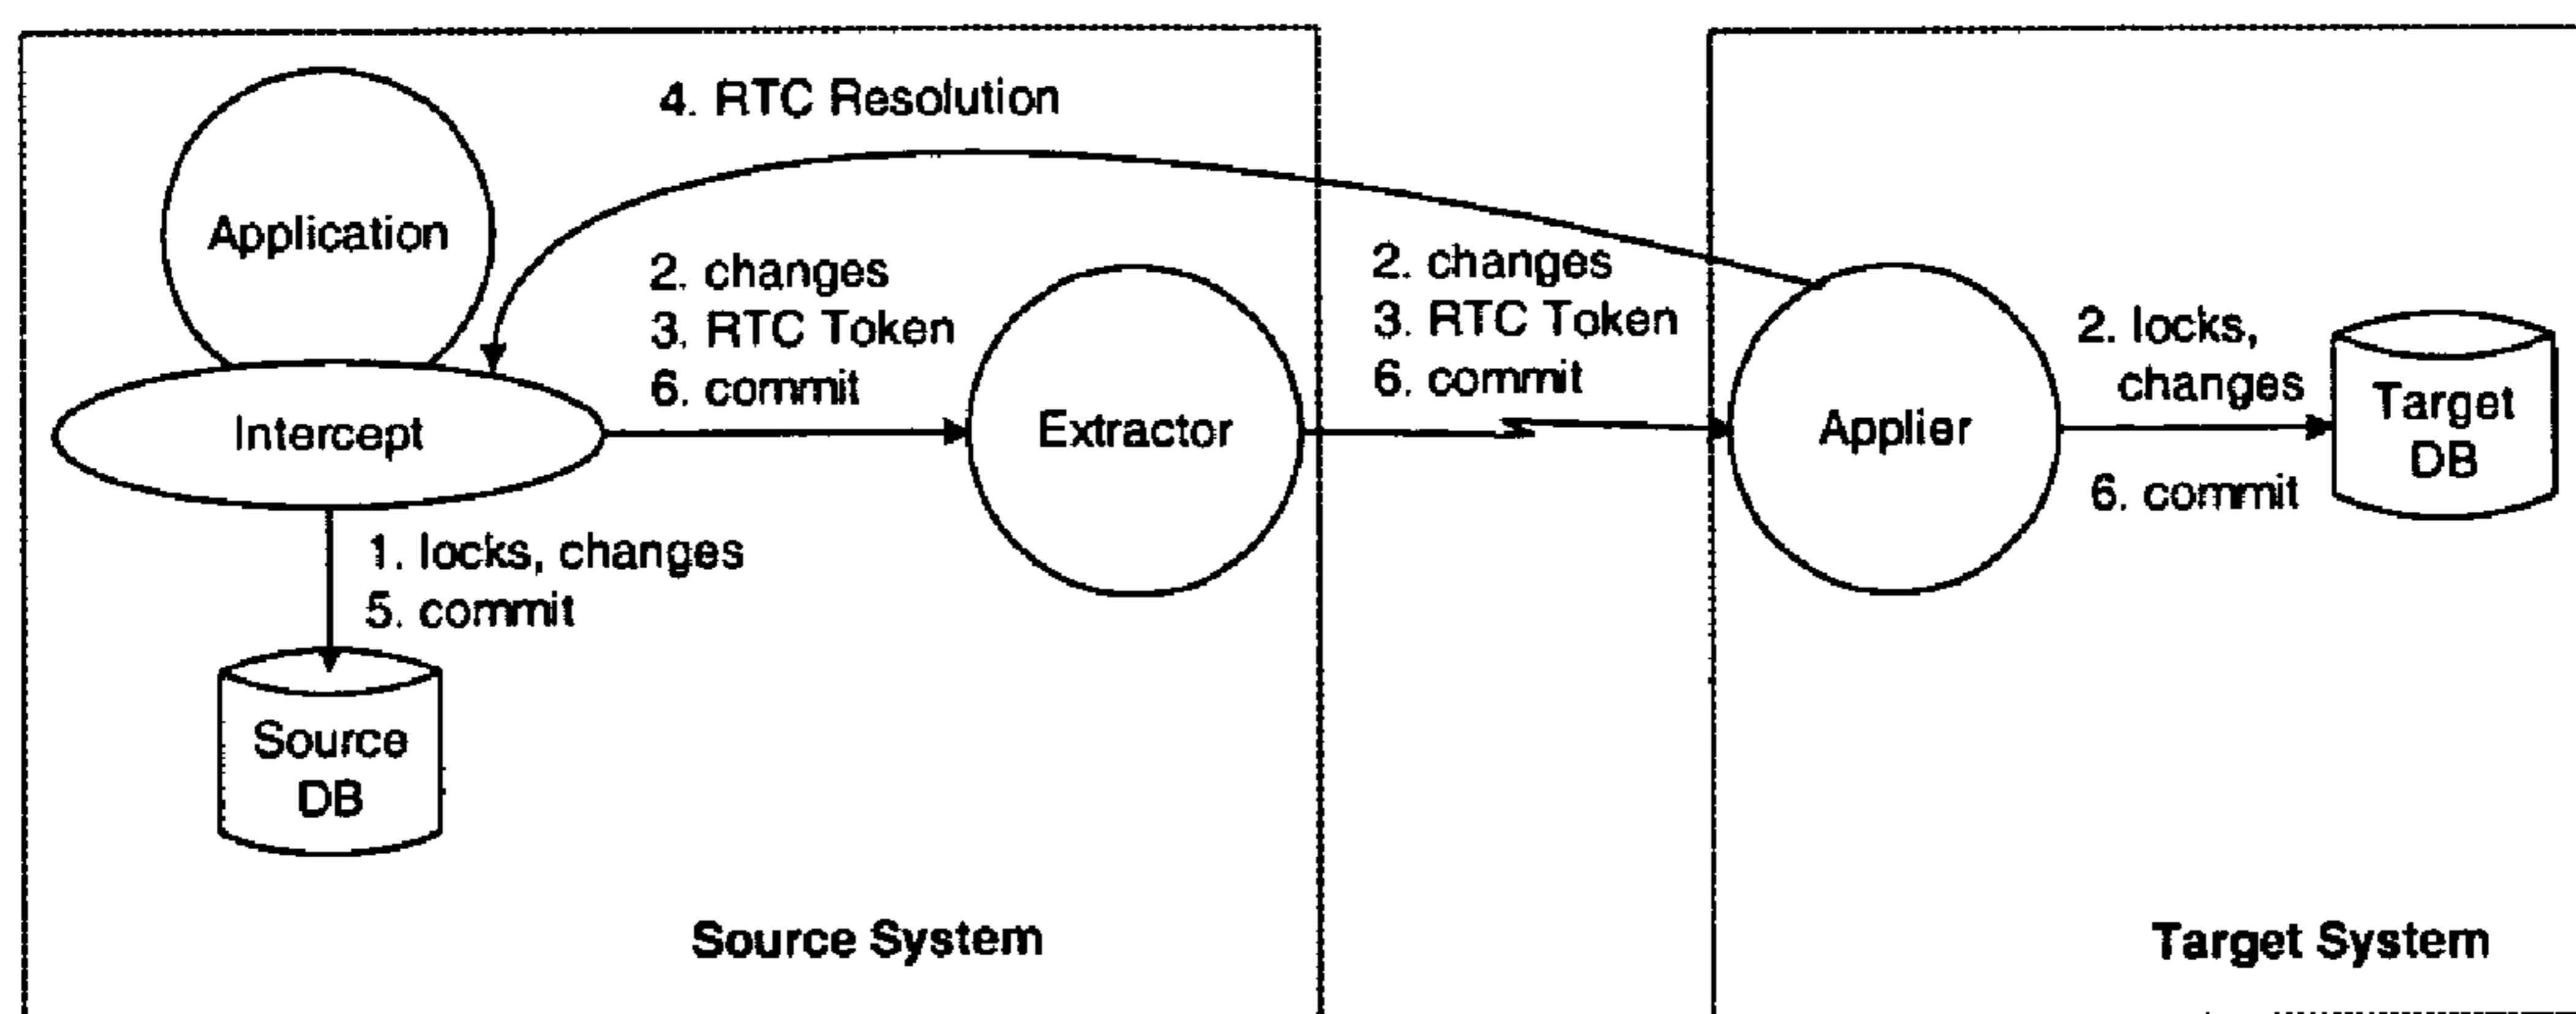 4. RTC Resolution
Application
2. changes
3. RTC Token
6. commit
2. changes
3. RTC Token
6. commit
2. locks,
changes
Target
DB
Intercept
Extractor
Applier
6. commit
1. locks, changes
5. commit
Source
DB
Source System
Target System